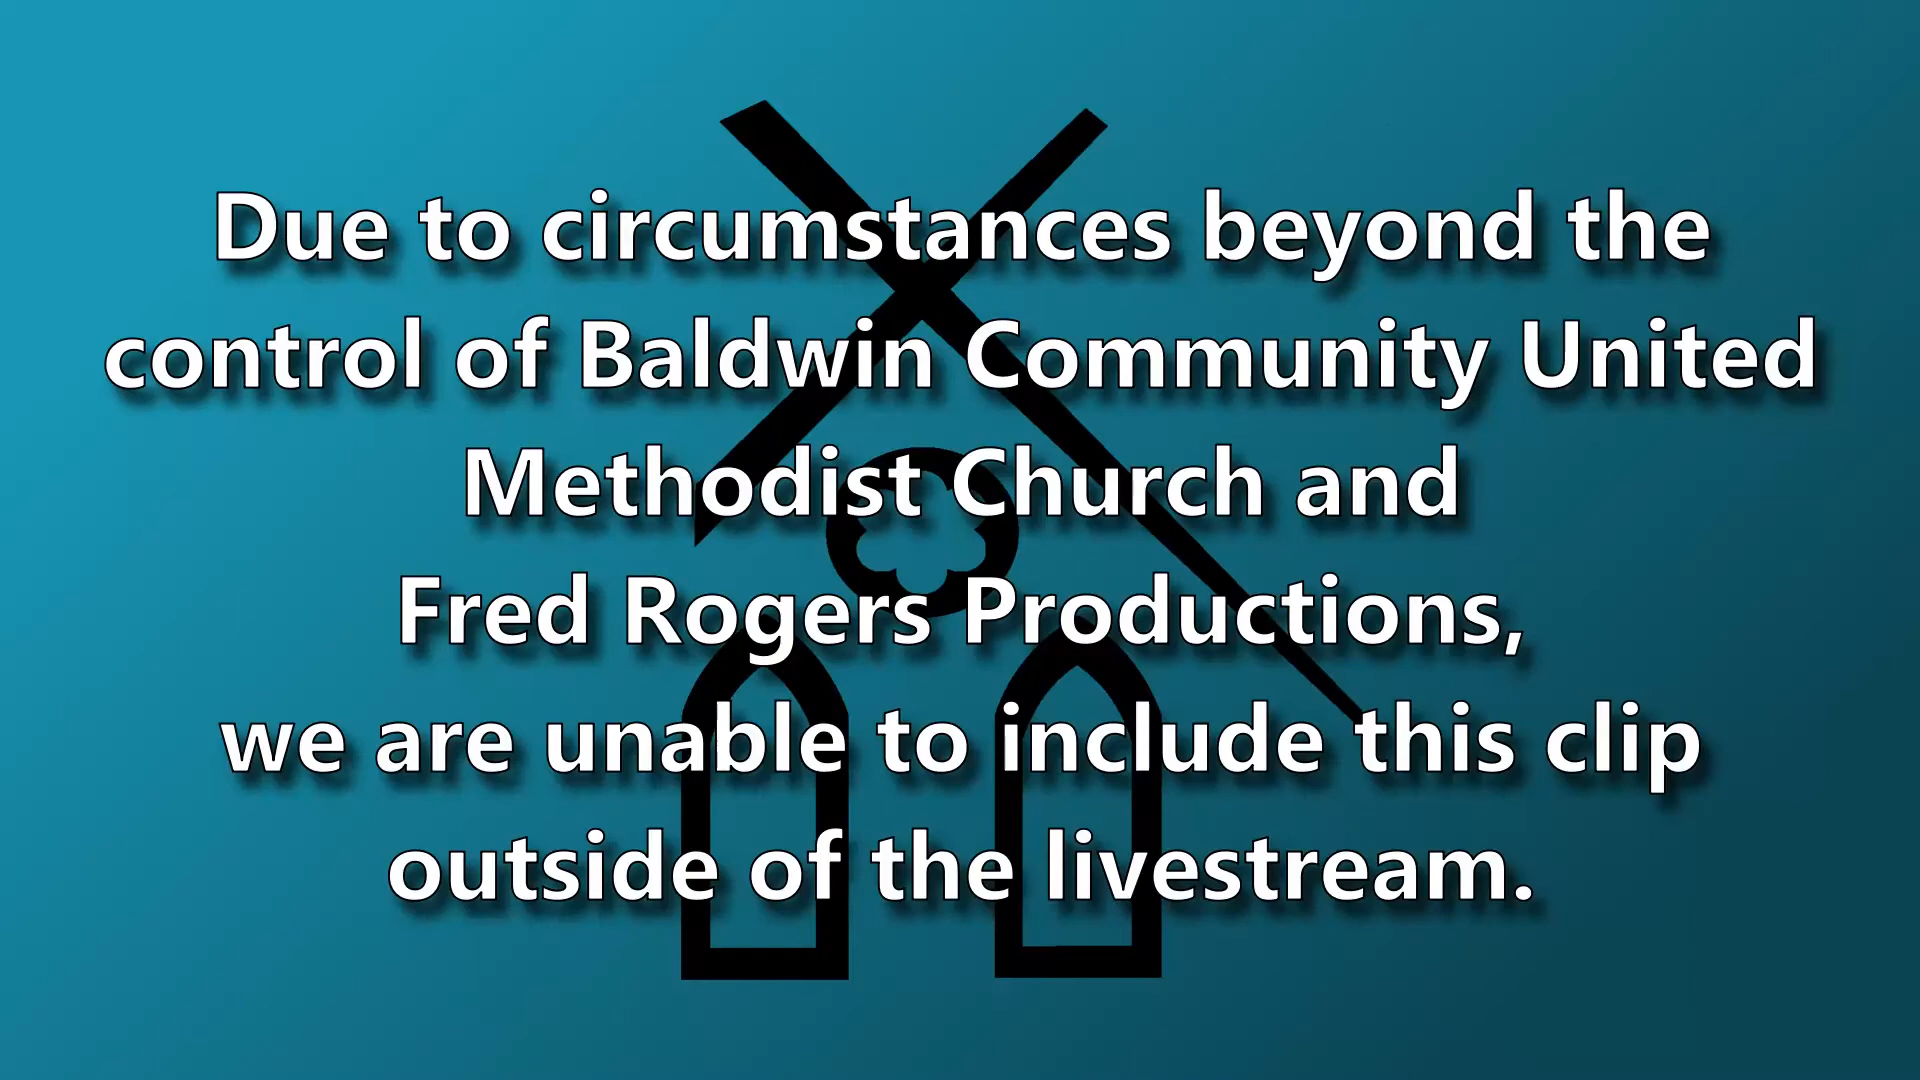 Due to circumstances beyond the
control of Baldwin Community United
Methodist Church and
Fred Rogers Productions,
we are unable to include this clip
outside of the livestream.